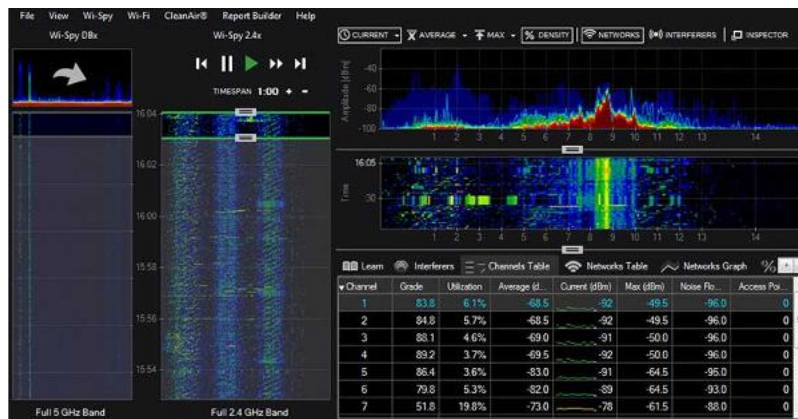 File View Wi-Spy Wi-Fi CleanAir® Report Builder Help
Wi-Spy DBx
Wi-Spy 2.4x
TIMESPAN 1:00 + -
16:04
16:02
16:00
15:58
15:56
15:54
Full 5 GHz Band
Full 2.4 GHz Band
CURRENT AVERAGE MAX % DENSITY NETWORKS INTERFERERS INSPECTOR
Amplitude [dBm]
-40
-60
-80
-100
1 2 3 4 5 6 7 8 9 10 11 12 13 14
16:05
Time
30
1 2 3 4 5 6 7 8 9 10 11 12 13 14
Learn Interferers Channels Table Networks Table Networks Graph % +
Channel Grade Utilization Average (d... Current (dBm) Max (dBm) Noise Flo... Access Poi...
1 83.8 6.1% -68.5 -92 -49.5 -96.0 0
2 84.8 5.7% -68.5 -92 -49.5 -96.0 0
3 88.1 4.6% -69.0 -91 -50.0 -96.0 0
4 89.2 3.7% -69.5 -92 -50.0 -96.0 0
5 86.4 3.6% -83.0 -91 -64.5 -95.0 0
6 79.8 5.3% -82.0 -89 -64.5 -93.0 0
7 51.8 19.8% -73.0 -78 -61.5 -88.0 0